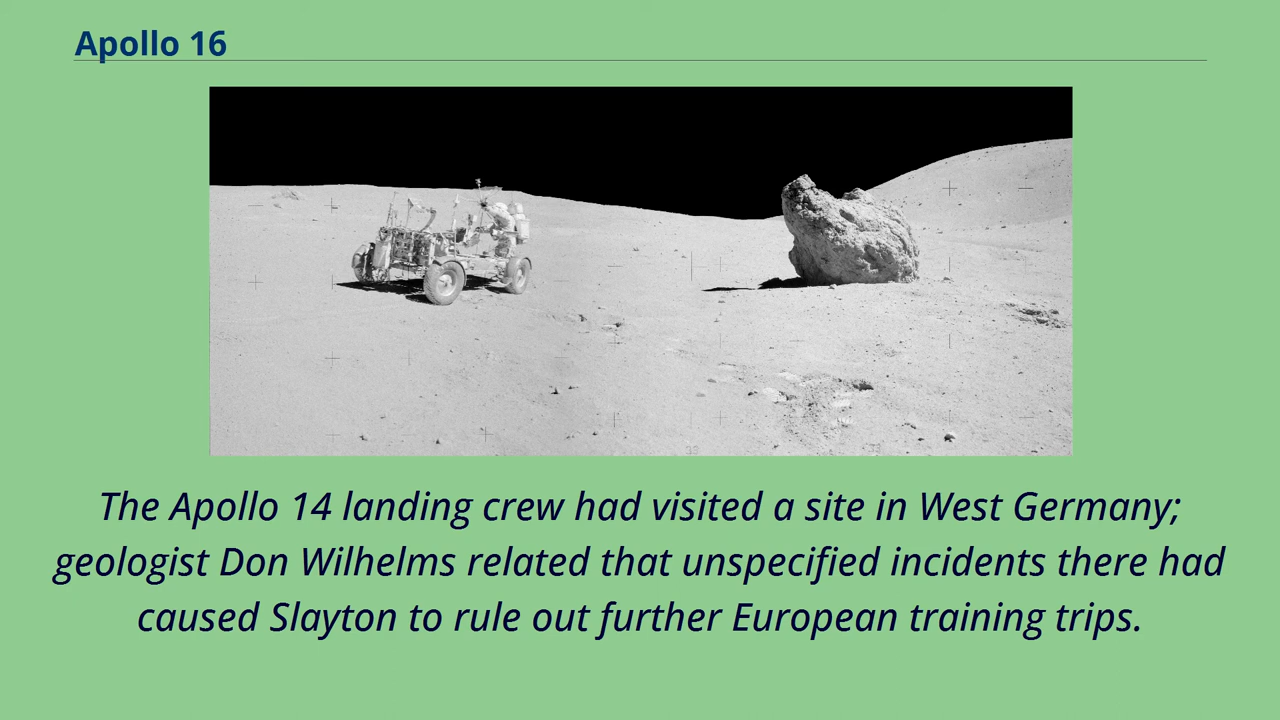 Apollo 16
The Apollo 14 landing crew had visited a site in West Germany;
geologist Don Wilhelms related that unspecified incidents there had
caused Slayton to rule out further European training trips.